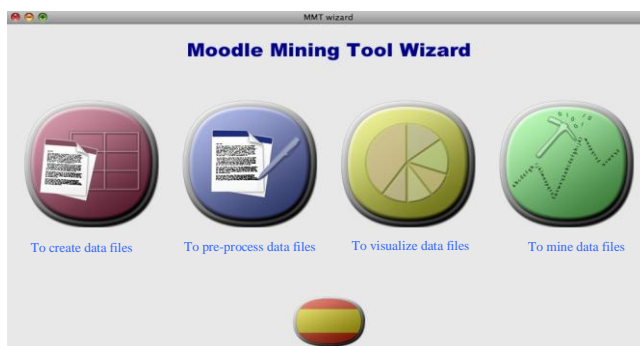 MMT wizard
Moodle Mining Tool Wizard
To create data files
To pre-process data files
To visualize data files
To mine data files